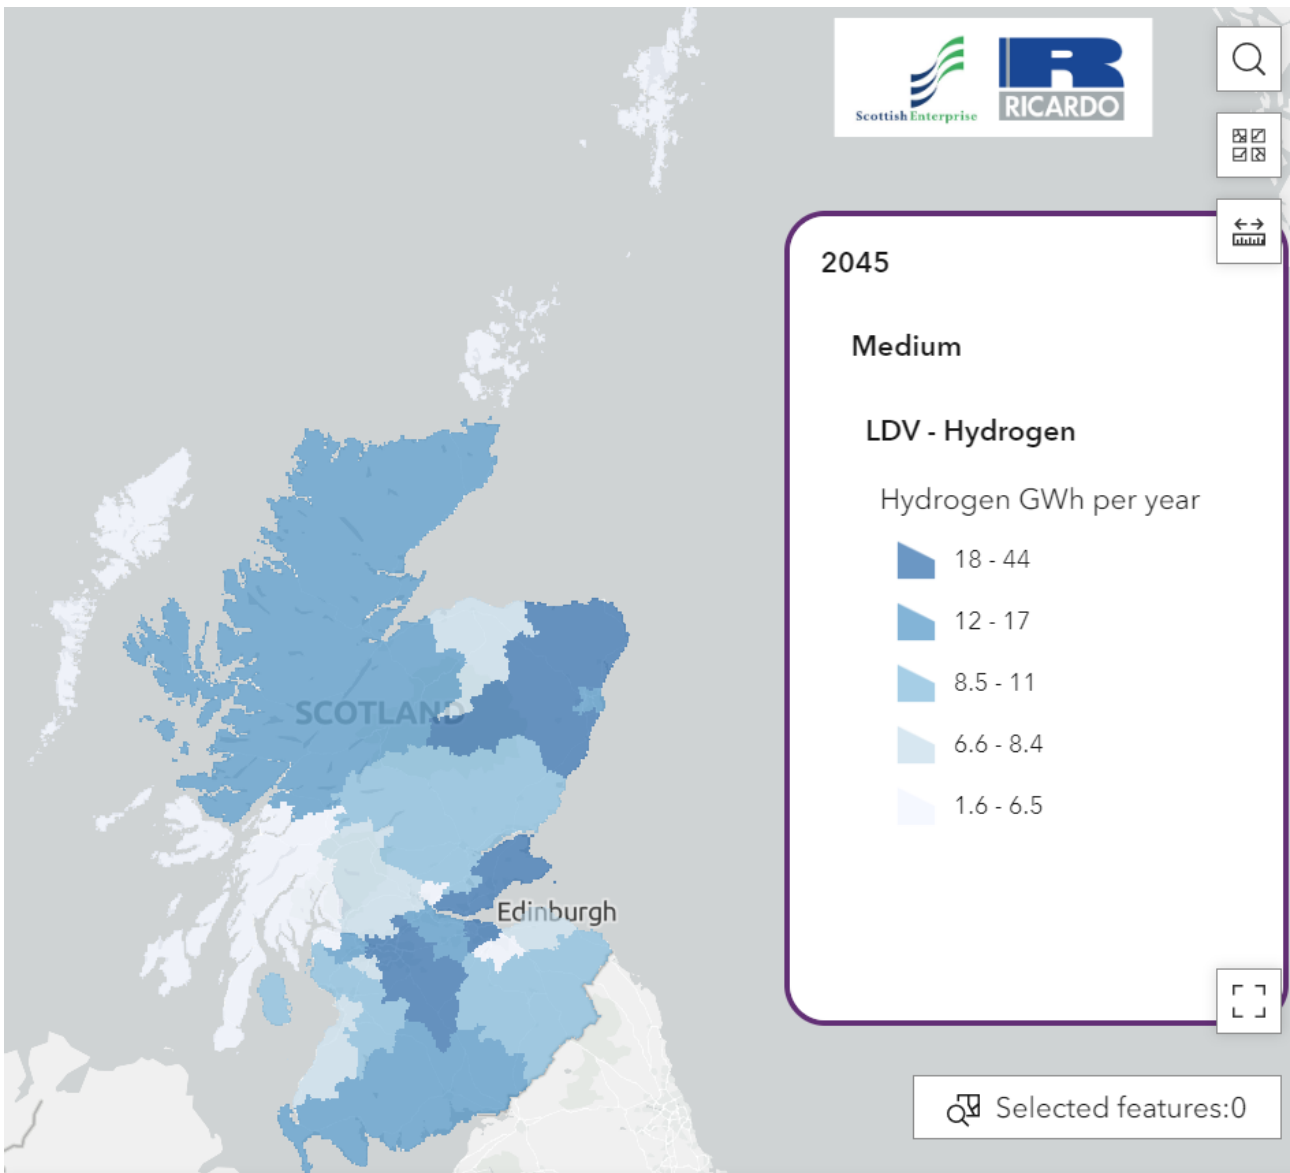 Scottish Enterprise
RICARDO
2045
Medium
LDV - Hydrogen
Hydrogen GWh per year
18 - 44
12 - 17
8.5 - 11
6.6 - 8.4
1.6 - 6.5
SCOTLAND
Edinburgh
Selected features:0